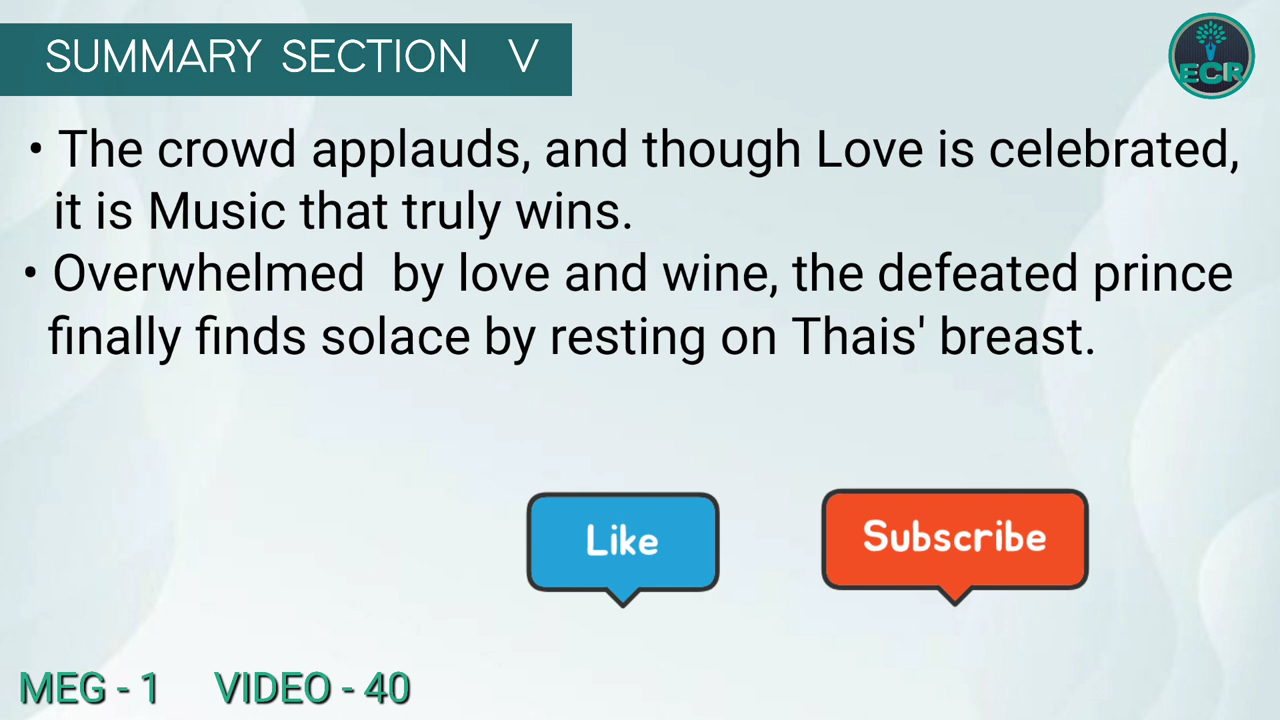 SUMMARY SECTION V
ECR
• The crowd applauds, and though Love is celebrated,
it is Music that truly wins.
• Overwhelmed by love and wine, the defeated prince
finally finds solace by resting on Thais' breast.
Like
Subscribe
MEG - 1 VIDEO - 40